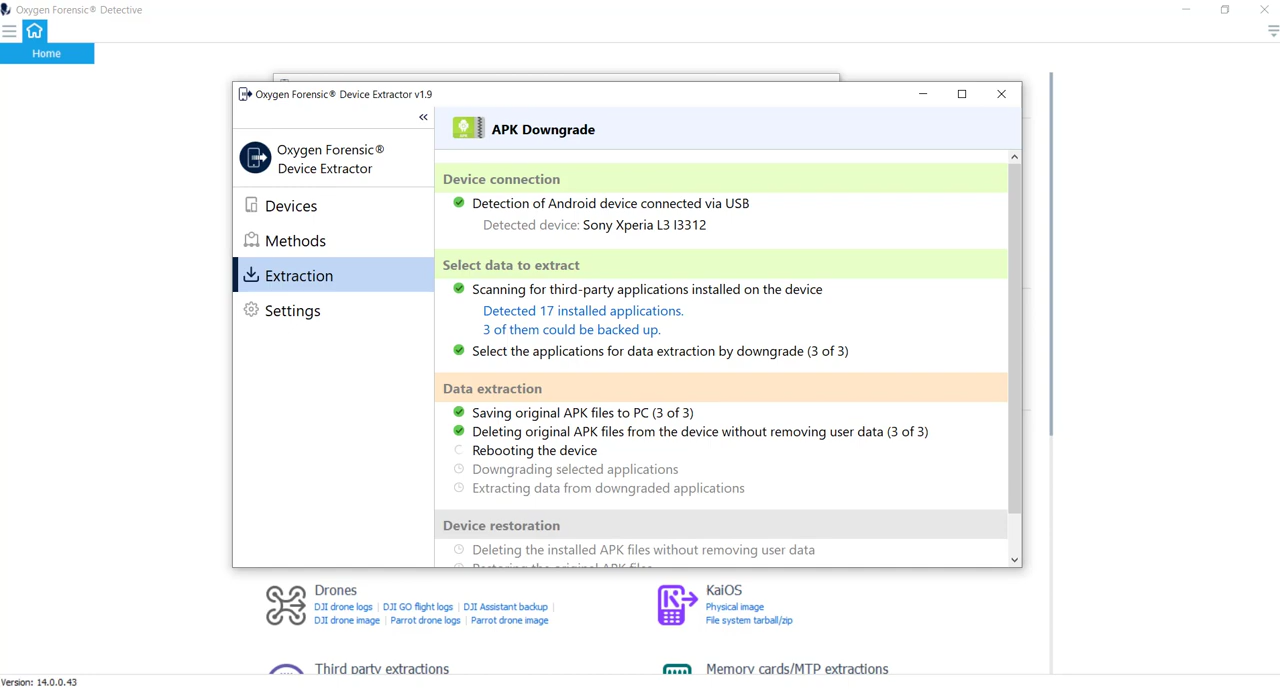 Oxygen Forensic® Detective
Home
Oxygen Forensic® Device Extractor v1.9
«
APK Downgrade
Oxygen Forensic®
Device Extractor
Devices
Methods
Extraction
Settings
Device connection
Detection of Android device connected via USB
Detected device: Sony Xperia L3 I3312
Select data to extract
Scanning for third-party applications installed on the device
Detected 17 installed applications.
3 of them could be backed up.
Select the applications for data extraction by downgrade (3 of 3)
Data extraction
Saving original APK files to PC (3 of 3)
Deleting original APK files from the device without removing user data (3 of 3)
Rebooting the device
Downgrading selected applications
Extracting data from downgraded applications
Device restoration
Deleting the installed APK files without removing user data
Restoring the original APK files
Drones
DJI drone logs | DJI GO flight logs | DJI Assistant backup |
DJI drone image | Parrot drone logs | Parrot drone image
KaiOS
Physical image
File system tarball/zip
Third party extractions
Memory cards/MTP extractions
Version: 14.0.0.43